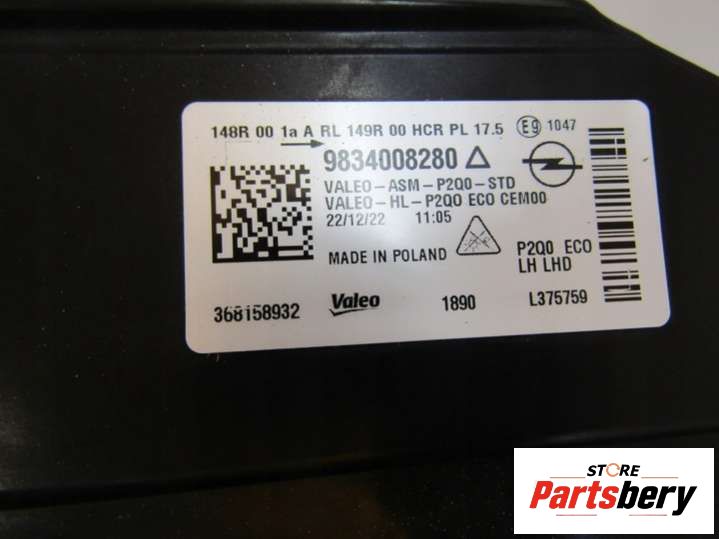 148R 00 1a A RL 149R 00 HCR PL 17.5 E9 1047
9834008280
VALEO-ASM-P2Q0-STD
VALEO-HL-P2Q0 ECO CEM00
22/12/22 11:05
MADE IN POLAND
P2Q0 ECO
LH LHD
368158932 Valeo 1890 L375759
STORE
Partsbery